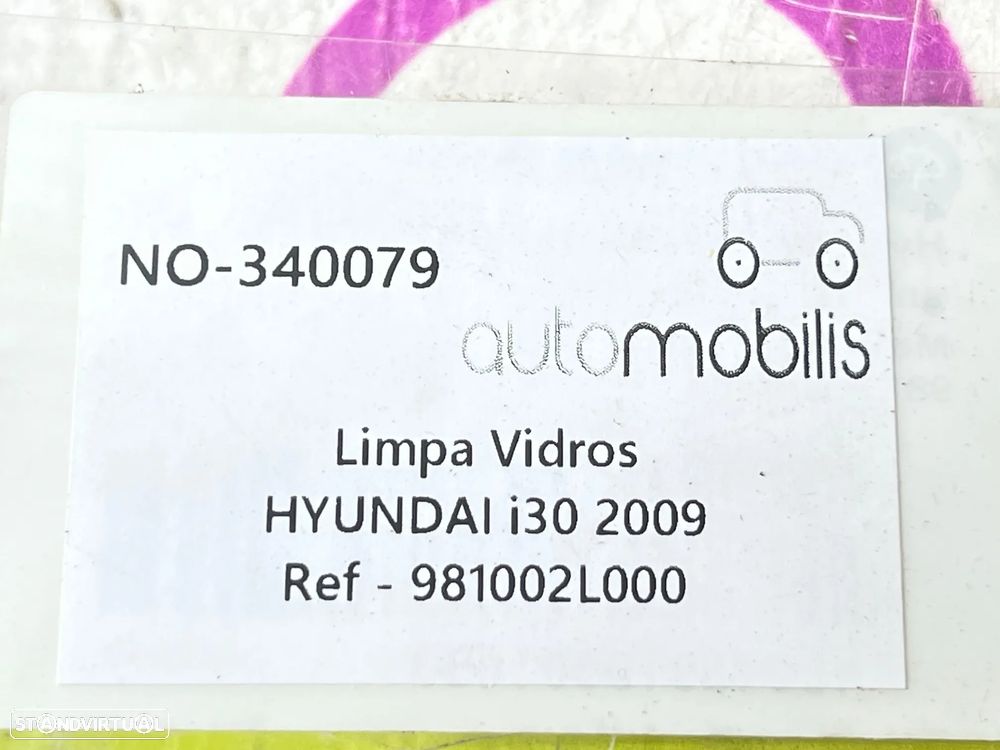 NO-340079
automobilis
Limpa Vidros
HYUNDAI i30 2009
Ref - 981002L000
STANDVIRTUAL